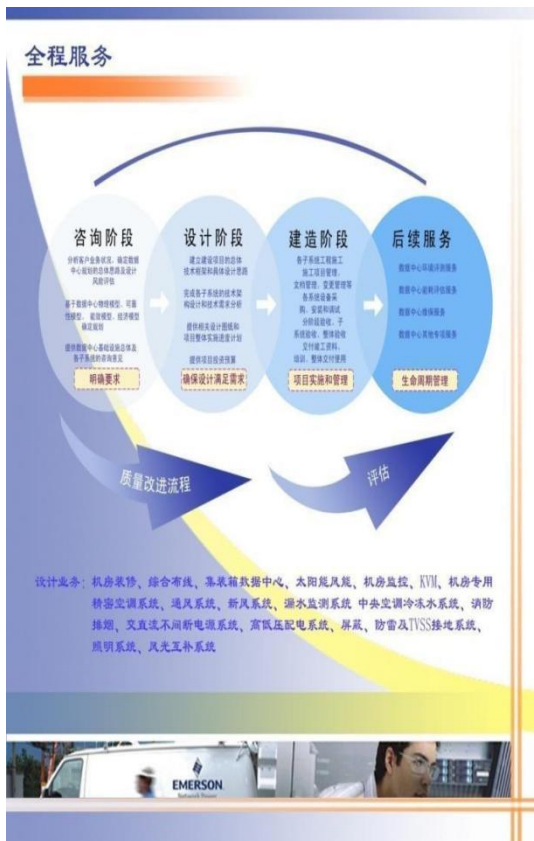 全程服务
咨询阶段
分析客户业务状况，确定数据
中心规划的总体思路及设计
风险评估
基于数据中心物理模型、可靠
性模型、能效模型、经济模型
确定规划
提供数据中心基础设施总体及
各子系统的咨询意见
明确要求
设计阶段
建立建设项目的总体
技术框架和具体设计思路
完成各子系统的技术架
构设计和技术需求分析
提供相关设计图纸和
项目整体实施进度计划
提供项目投资预算
确保设计满足需求
建造阶段
各子系统工程施工
施工项目管理，
文档管理、变更管理等
各系统设备采
购、安装和调试
分阶段验收、子
系统验收、整体验收
交付竣工资料、
培训、整体交付使用
项目实施和管理
后续服务
数据中心环境评测服务
数据中心能耗评估服务
数据中心维保服务
数据中心其他专项服务
生命周期管理
质量改进流程
评估
设计业务：机房装修、综合布线、集装箱数据中心、太阳能风能、机房监控、KVM、机房专用
精密空调系统、通风系统、新风系统、漏水监测系统 中央空调冷冻水系统、消防
排烟、交直流不间断电源系统、高低压配电系统、屏蔽、防雷及TVSS接地系统、
照明系统、风光互补系统
EMERSON
Network Power